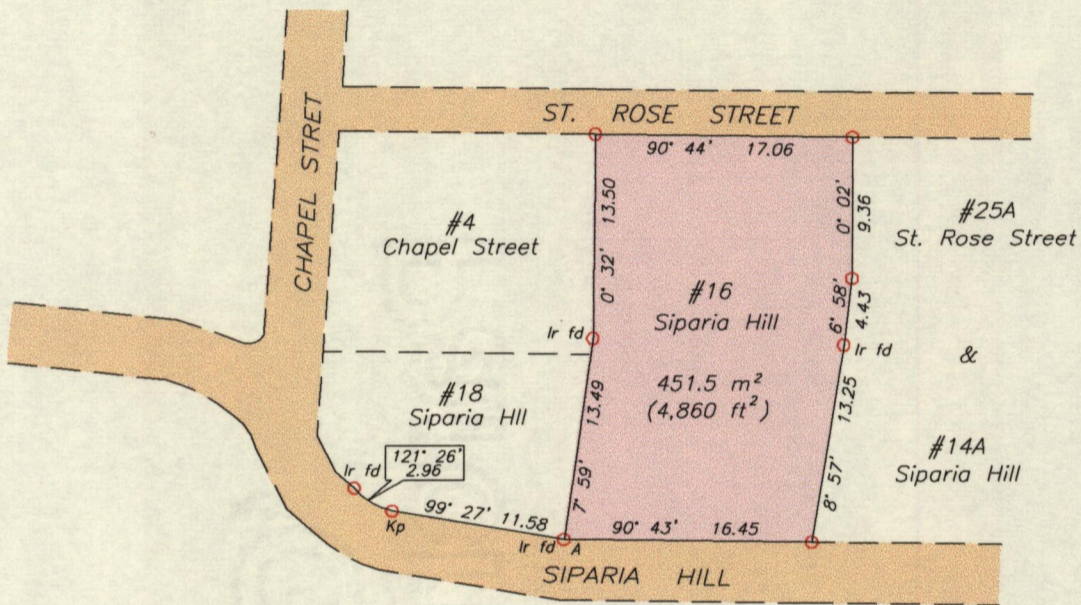 CHAPEL STREET
ST. ROSE STREET
90° 44' 17.06
#4
Chapel Street
13.50
0° 32'
0° 02'
9.36
#25A
St. Rose Street
#16
Siparia Hill
6° 58'
4.43
Ir fd
Ir fd
&
#18
Siparia Hll
13.49
451.5 m²
(4,860 ft²)
13.25
#14A
Siparia Hill
121° 26'
2.96
Ir fd
7° 59'
8° 57'
Kp
99° 27' 11.58
Ir fd A
90° 43' 16.45
SIPARIA HILL